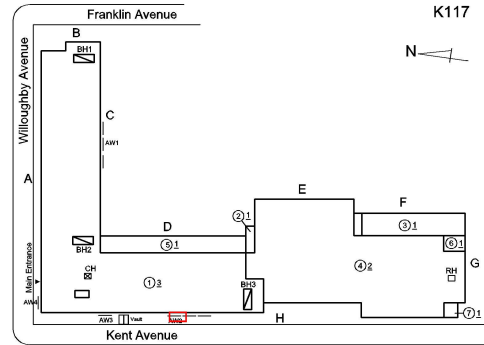 Franklin Avenue
K117
Willoughby Avenue
B
BH1
N
C
AW1
A
E
D
F
2 1
3 1
5 1
6 1
BH2
4 2
G
Main Entrance
CH
RH
1 3
BH3
AW4
7 1
AW3
Vault
AW2
H
Kent Avenue